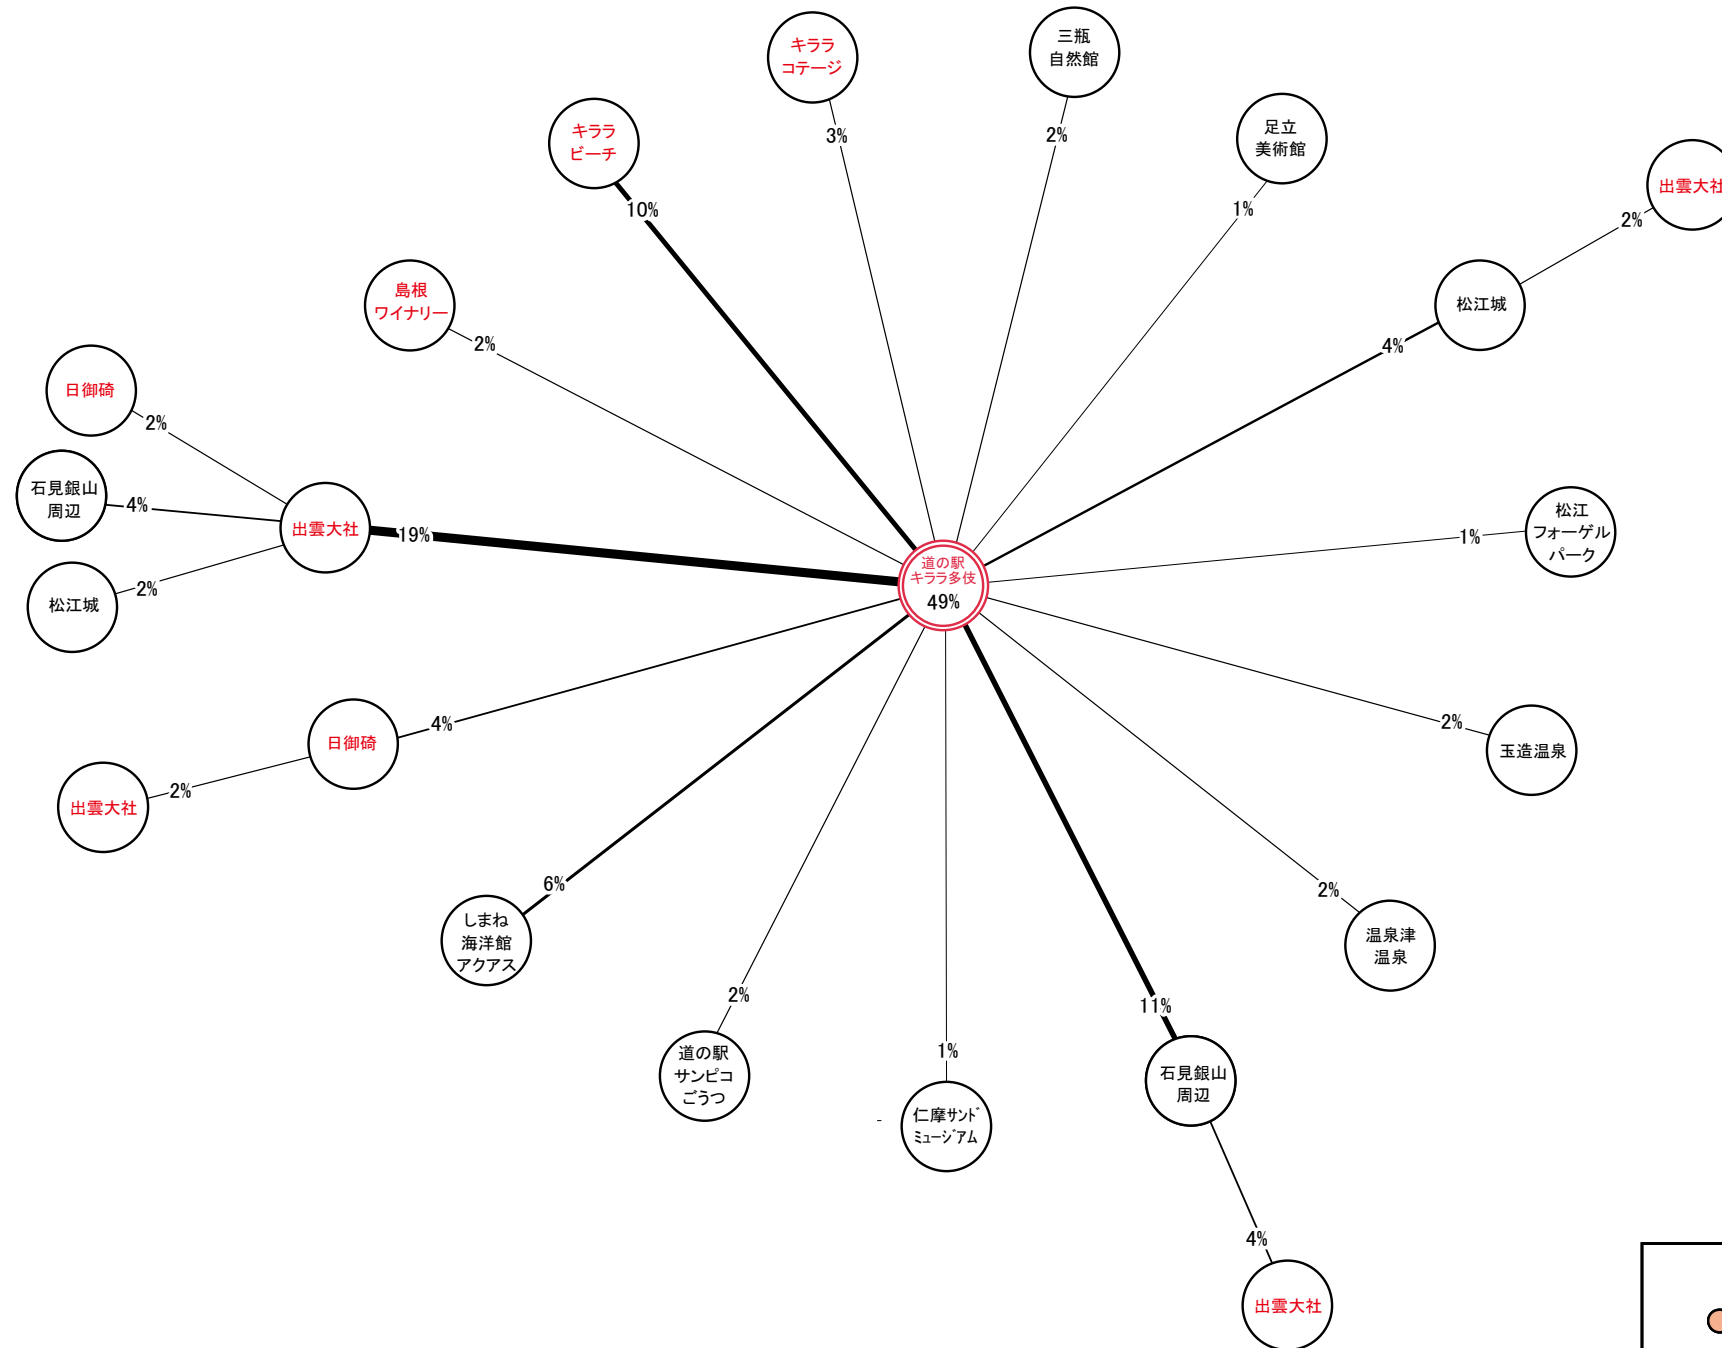 キララ
コテージ
3%
三瓶
自然館
2%
キララ
ビーチ
10%
足立
美術館
1%
出雲大社
2%
松江城
4%
島根
ワイナリー
2%
日御碕
2%
石見銀山
周辺
4%
出雲大社
19%
松江城
2%
道の駅
キララ多伎
49%
松江
フォーゲル
パーク
1%
日御碕
4%
出雲大社
2%
玉造温泉
2%
しまね
海洋館
アクアス
6%
温泉津
温泉
2%
道の駅
サンピコ
ごうつ
2%
仁摩サンド
ミュージアム
1%
石見銀山
周辺
11%
4%
出雲大社